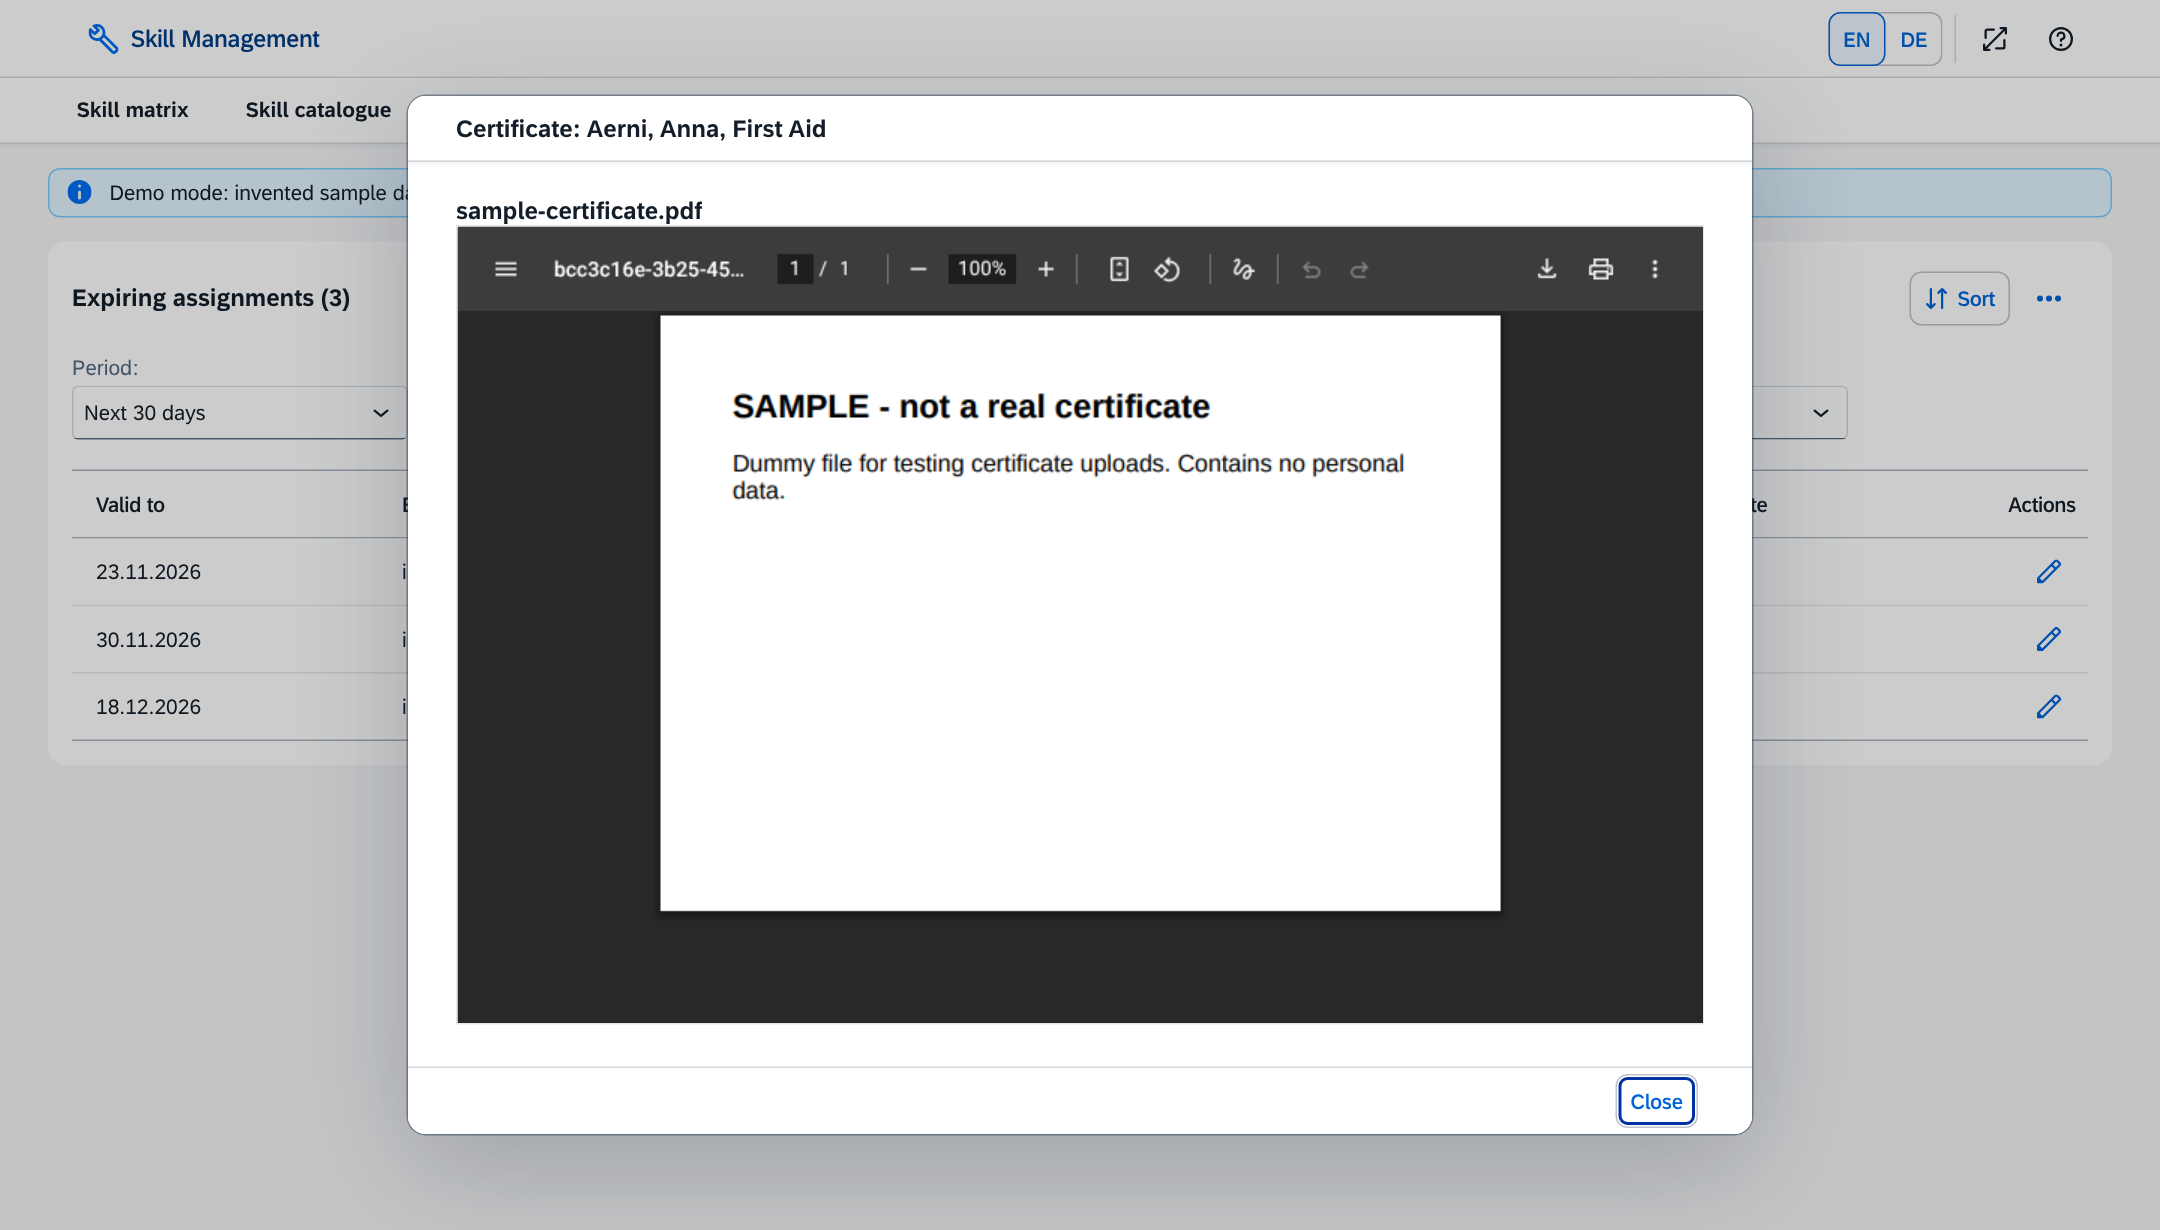 Skill Management
EN DE
Skill matrix
Skill catalogue
Certificate: Aerni, Anna, First Aid
Demo mode: invented sample
sample-certificate.pdf
bcc3c16e-3b25-45...
1 / 1
100%
Expiring assignments (3)
Sort
Period:
Next 30 days
SAMPLE - not a real certificate
Dummy file for testing certificate uploads. Contains no personal
data.
Valid to
Actions
23.11.2026
30.11.2026
18.12.2026
Close